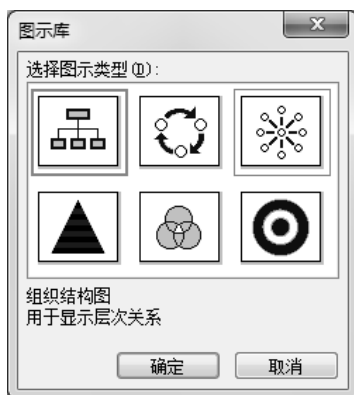 图示库
选择图示类型(D):
组织结构图
用于显示层次关系
确定
取消